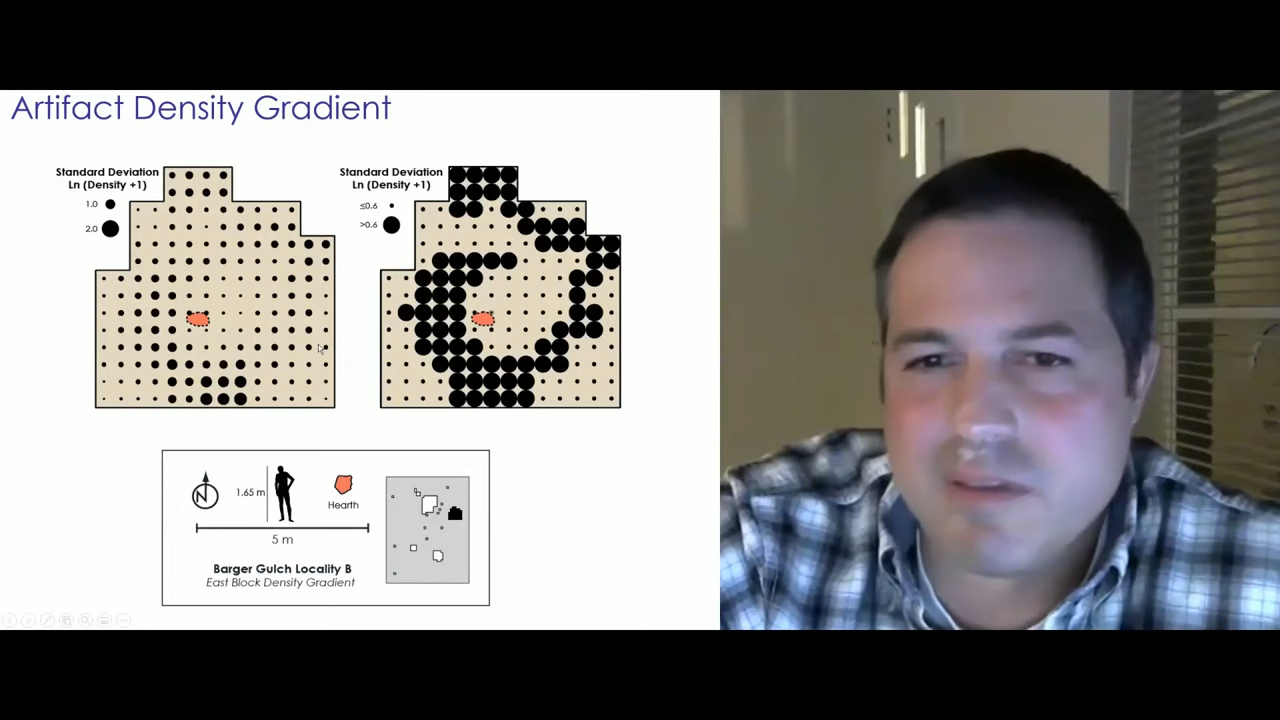 Artifact Density Gradient
Standard Deviation
Ln (Density +1)
1.0
2.0
Standard Deviation
Ln (Density +1)
≤0.6
>0.6
N
1.65 m
Hearth
5 m
Barger Gulch Locality B
East Block Density Gradient